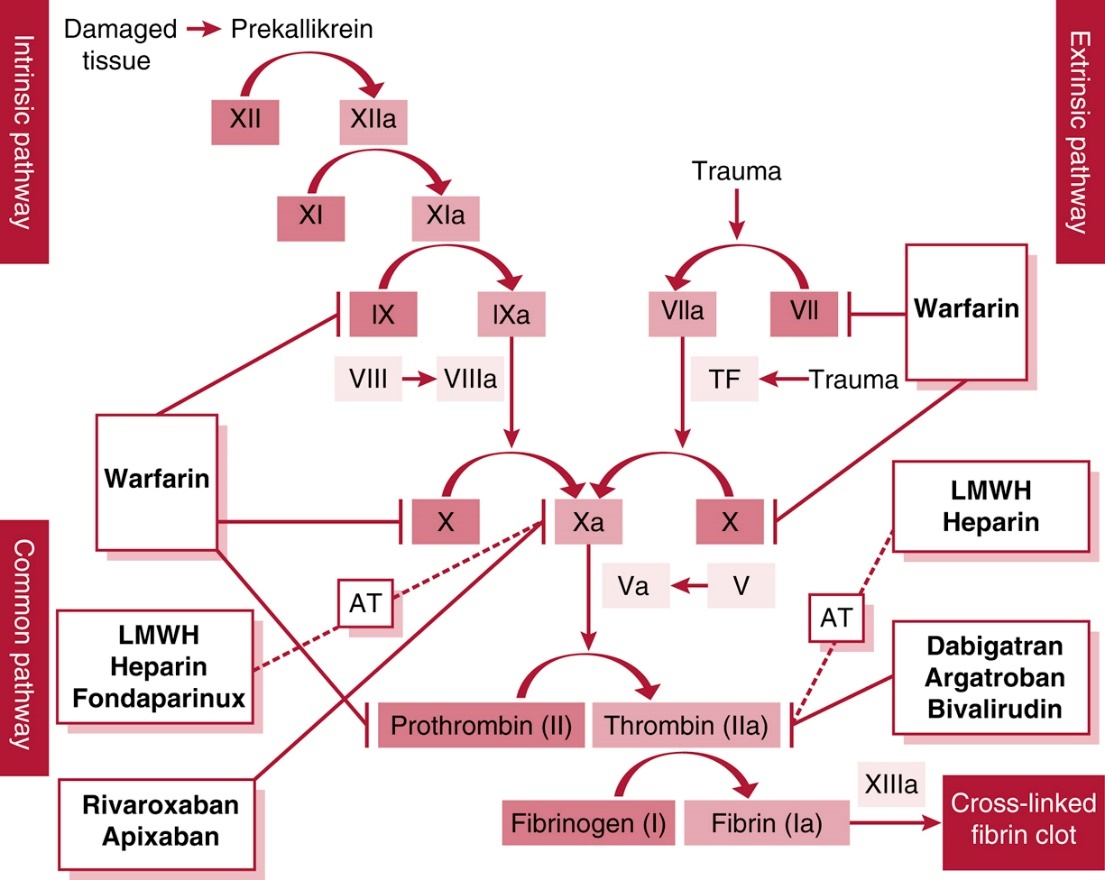 Intrinsic pathway
Damaged
tissue
Prekallikrein
Extrinsic pathway
XII
XIIa
XI
XIa
Trauma
IX
IXa
VIIa
VII
Warfarin
VIII
VIIIa
TF
Trauma
Warfarin
X
Xa
X
LMWH
Heparin
Common pathway
AT
Va
V
AT
LMWH
Heparin
Fondaparinux
Dabigatran
Argatroban
Bivalirudin
Prothrombin (II)
Thrombin (IIa)
Rivaroxaban
Apixaban
Fibrinogen (I)
Fibrin (Ia)
XIIIa
Cross-linked
fibrin clot